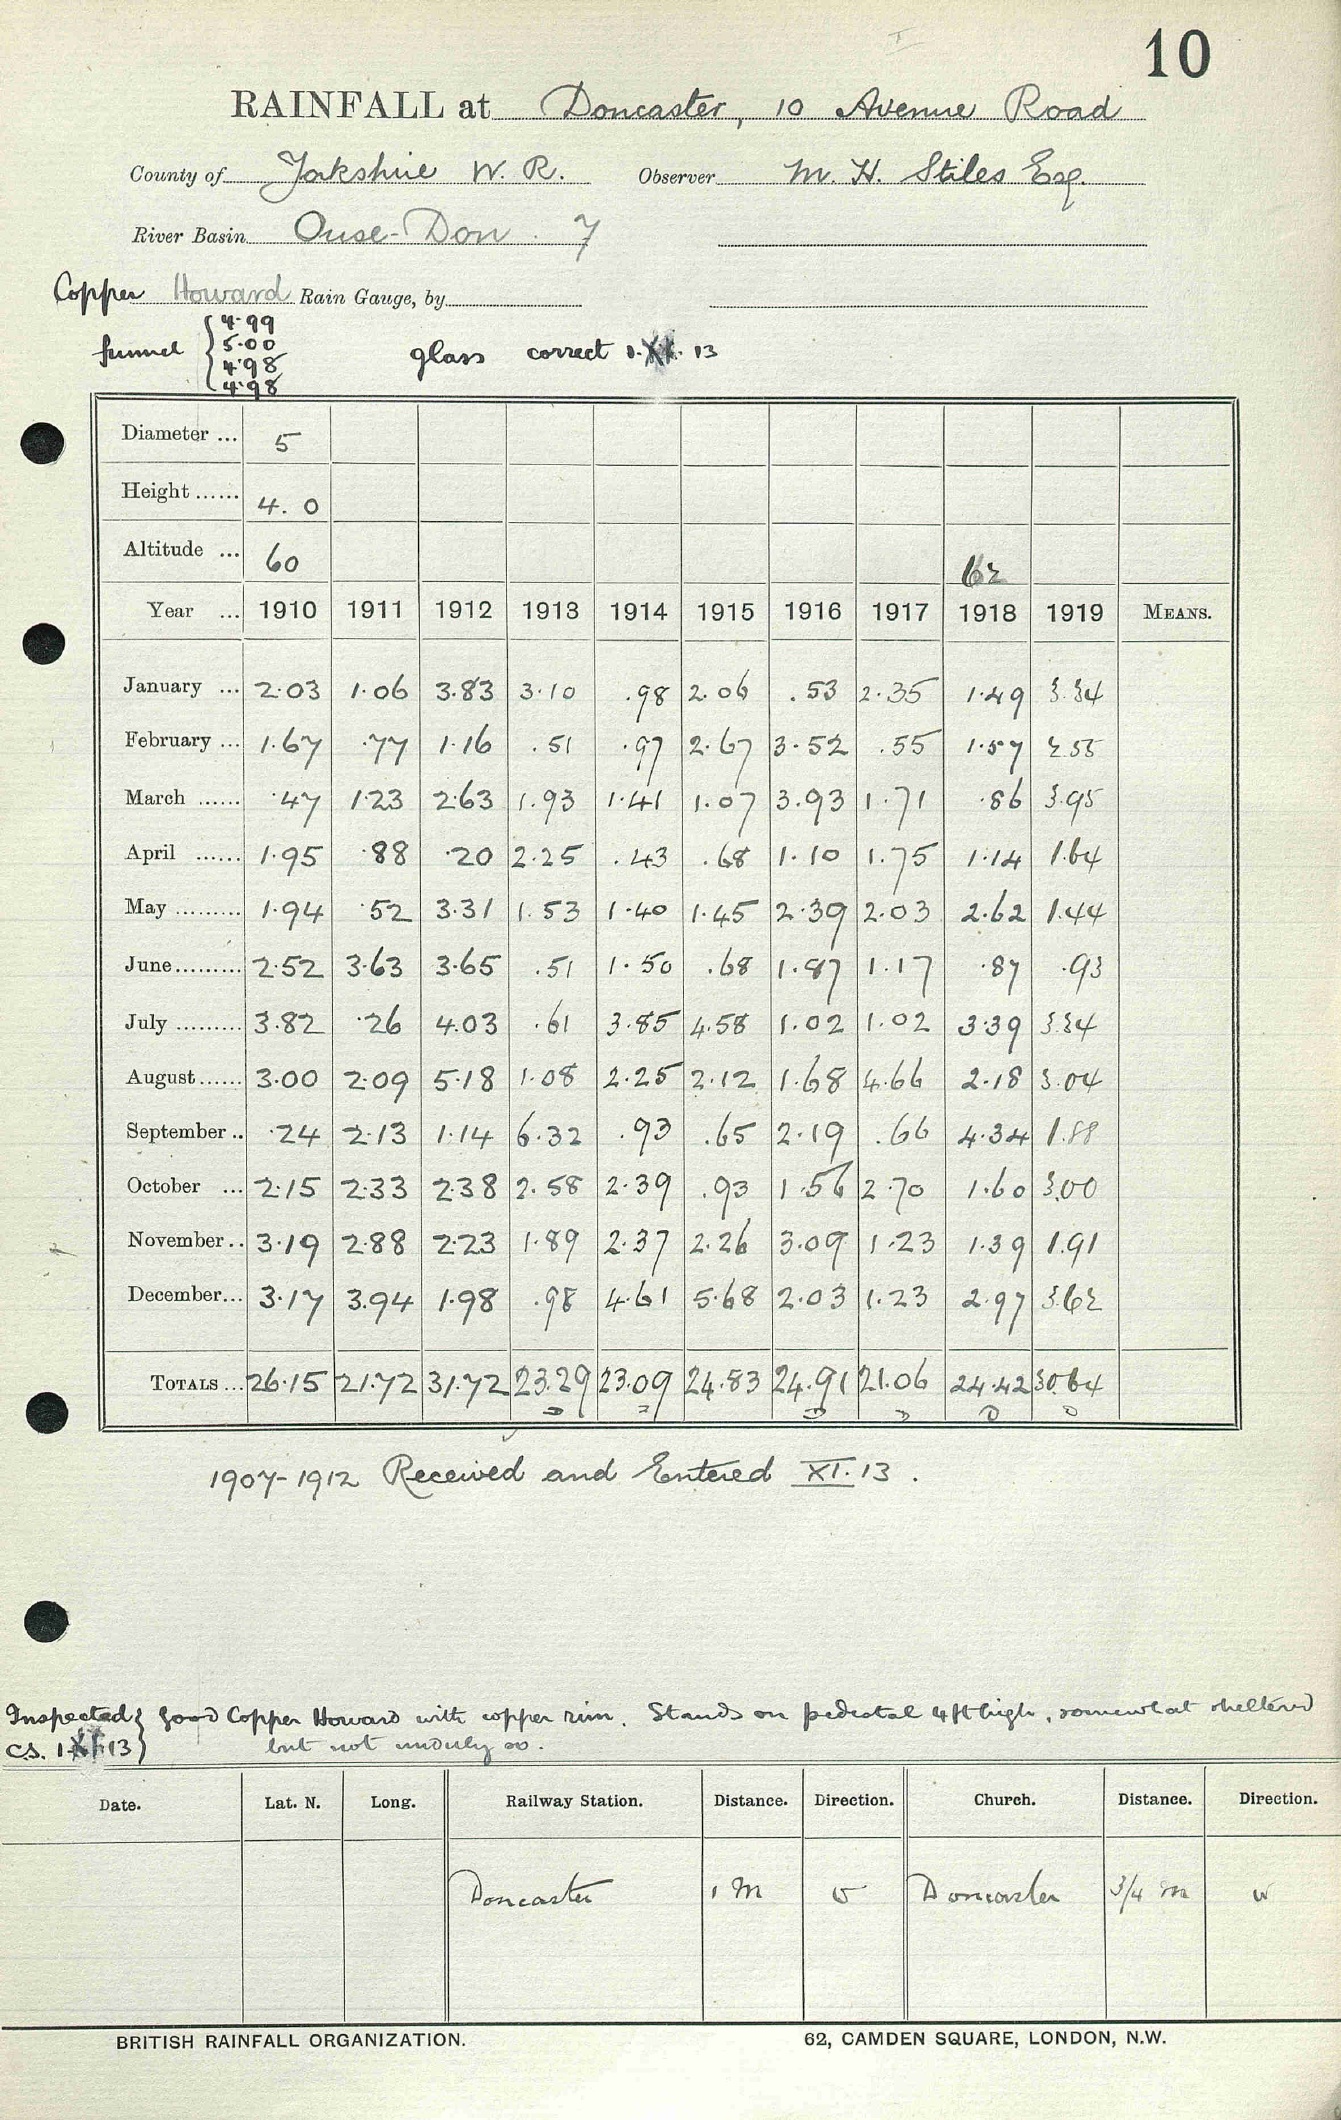 10
RAINFALL at Doncaster, 10 Avenue Road
County of Yorkshire W. R. Observer M. H. Stiles Esq.
River Basin Ouse-Don . 7
Copper Howard Rain Gauge, by
funnel { 4.99
5.00
4.98
4.98
glass correct 1. XI. 13
Diameter ... 5
Height ...... 4. 0
Altitude ... 60 62
Year ... 1910 1911 1912 1913 1914 1915 1916 1917 1918 1919 MEANS.
January ... 2.03 1.06 3.83 3.10 .98 2.06 .53 2.35 1.49 3.34
February ... 1.67 .77 1.16 .51 .97 2.67 3.52 .55 1.57 2.55
March ...... .47 1.23 2.63 1.93 1.41 1.07 3.93 1.71 .86 3.95
April ...... 1.95 .88 .20 2.25 .43 .68 1.10 1.75 1.14 1.64
May ......... 1.94 .52 3.31 1.53 1.40 1.45 2.39 2.03 2.62 1.44
June ......... 2.52 3.63 3.65 .51 1.50 .68 1.87 1.17 .87 .93
July ......... 3.82 .26 4.03 .61 3.85 4.58 1.02 1.02 3.39 3.34
August ...... 3.00 2.09 5.18 1.08 2.25 2.12 1.68 4.66 2.18 3.04
September .. .24 2.13 1.14 6.32 .93 .65 2.19 .66 4.34 1.88
October ... 2.15 2.33 2.38 2.58 2.39 .93 1.56 2.70 1.60 3.00
November .. 3.19 2.88 2.23 1.89 2.37 2.26 3.09 1.23 1.39 1.91
December... 3.17 3.94 1.98 .98 4.61 5.68 2.03 1.23 2.97 3.62
TOTALS ... 26.15 21.72 31.72 23.29 23.09 24.83 24.91 21.06 24.42 30.64
1907-1912 Received and Entered XI. 13 .
Inspected } Good Copper Howard with copper rim. Stands on pedestal 4 ft high, somewhat sheltered
C.S. 1 XI 13 } but not unduly so.
Date. Lat. N. Long. Railway Station. Distance. Direction. Church. Distance. Direction.
Doncaster 1 m W Doncaster 3/4 m W
BRITISH RAINFALL ORGANIZATION. 62, CAMDEN SQUARE, LONDON, N.W.